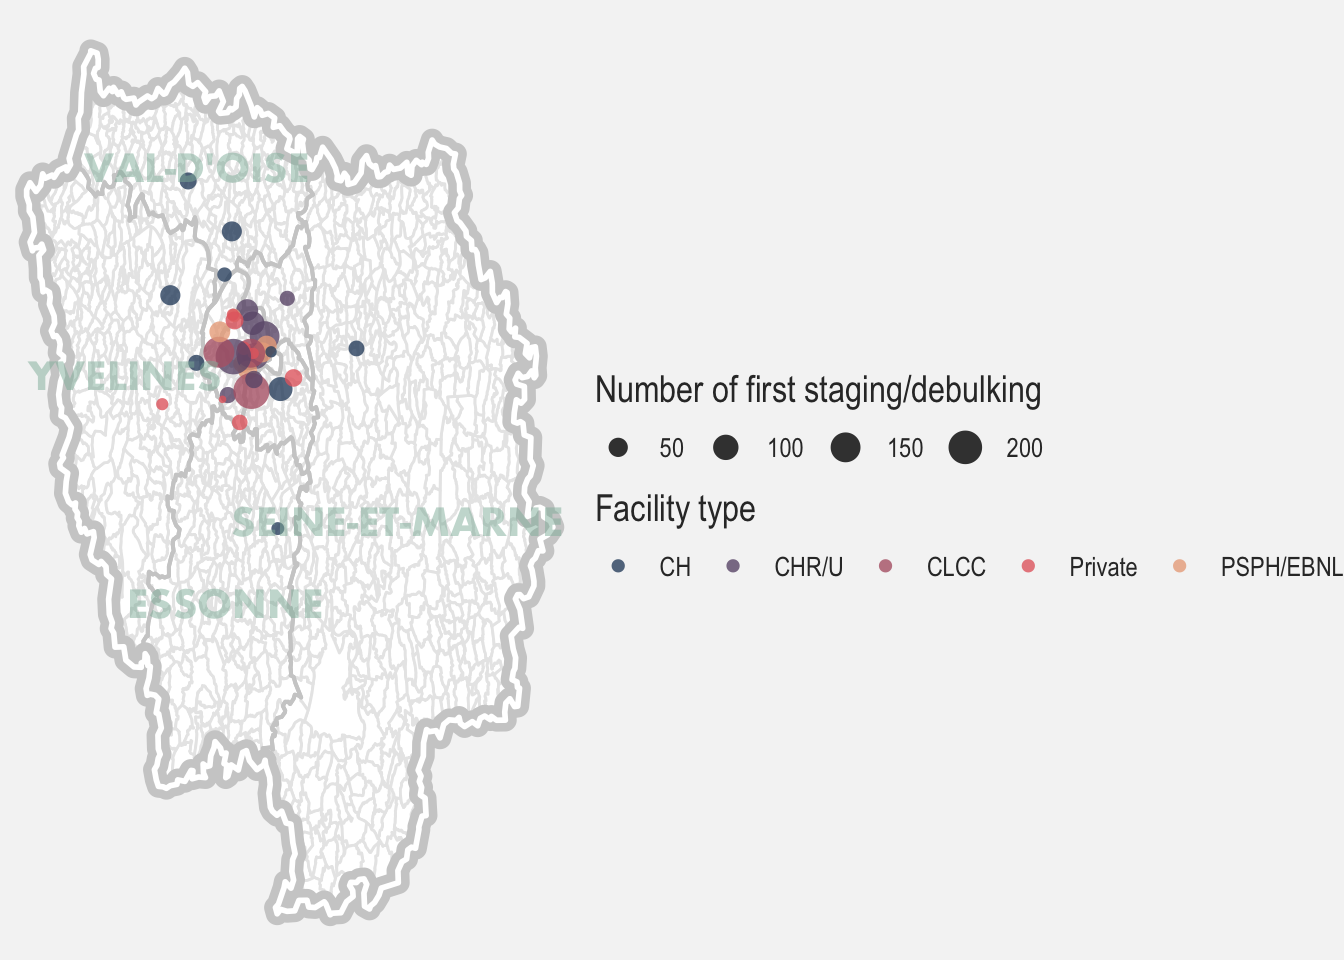 VAL-D'OISE
YVELINES
SEINE-ET-MARNE
ESSONNE
Number of first staging/debulking
50 100 150 200
Facility type
CH CHR/U CLCC Private PSPH/EBNL